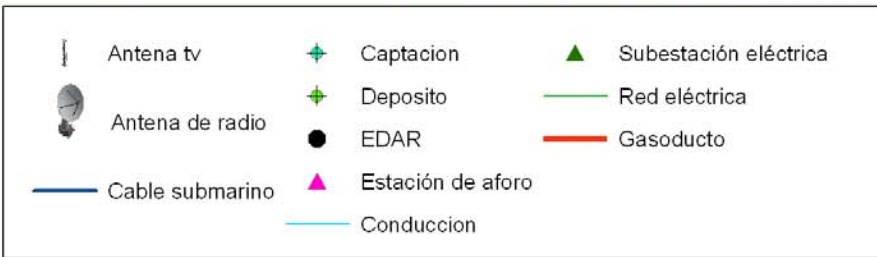 Antena tv
Antena de radio
Cable submarino
Captacion
Deposito
EDAR
Estación de aforo
Conduccion
Subestación eléctrica
Red eléctrica
Gasoducto